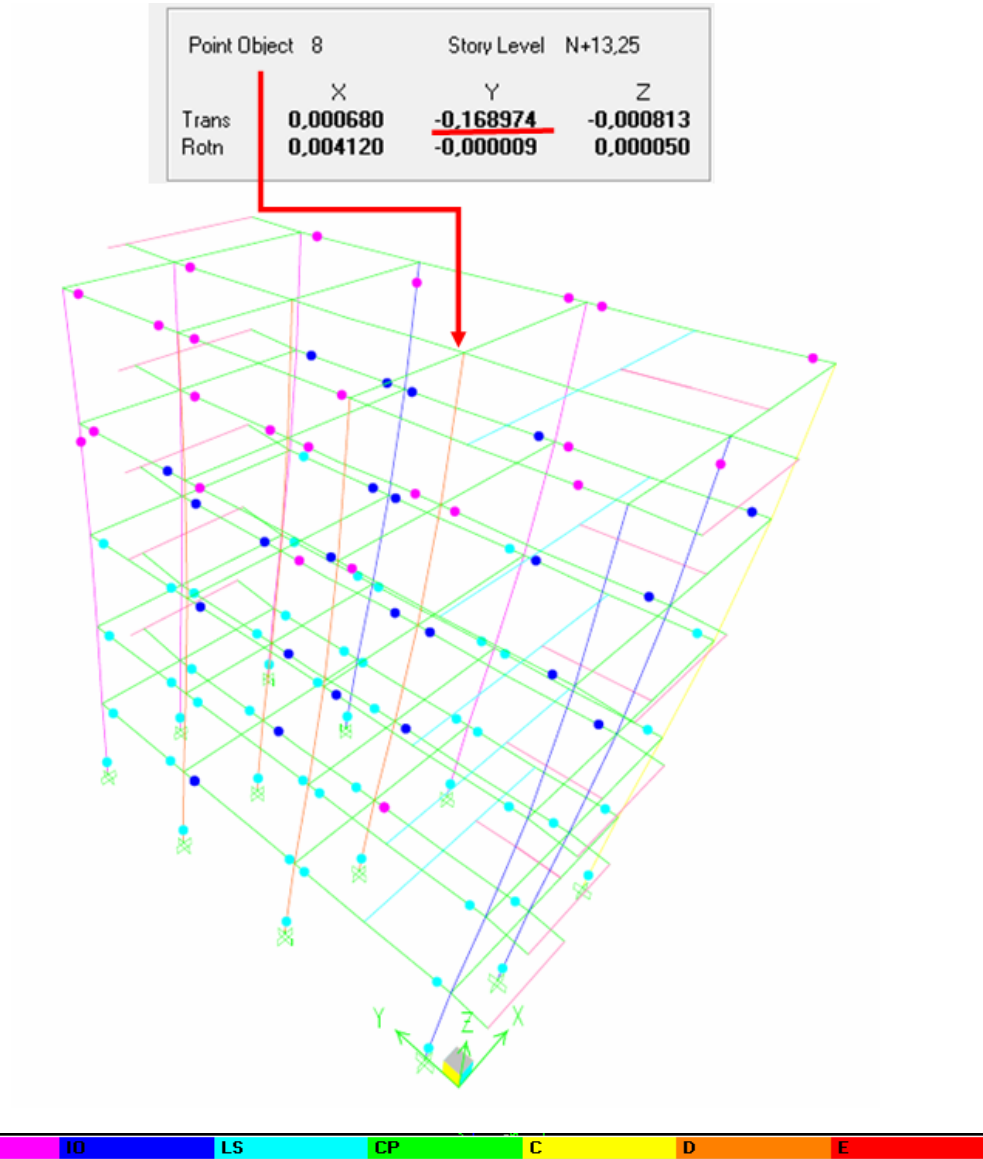 Point Object 8 Story Level N+13,25
X Y Z
Trans 0,000680 -0,168974 -0,000813
Rotn 0,004120 -0,000009 0,000050
Y Z X
IO LS CP C D E